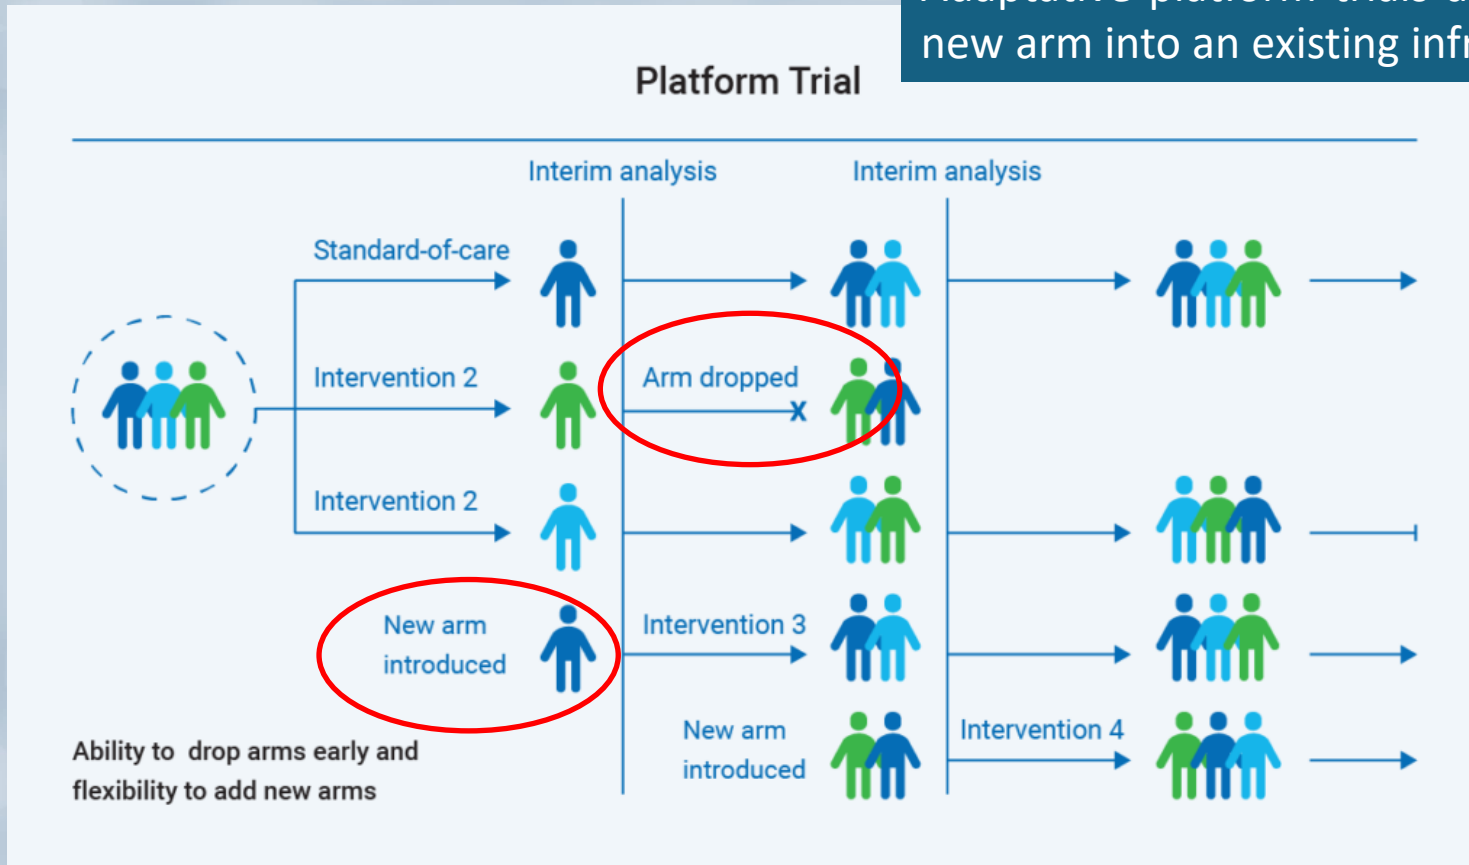 new arm into an existing
Platform Trial
Interim analysis
Interim analysis
Standard-of-care
Intervention 2
Arm dropped
x
Intervention 2
New arm
introduced
Intervention 3
New arm
introduced
Intervention 4
Ability to drop arms early and
flexibility to add new arms